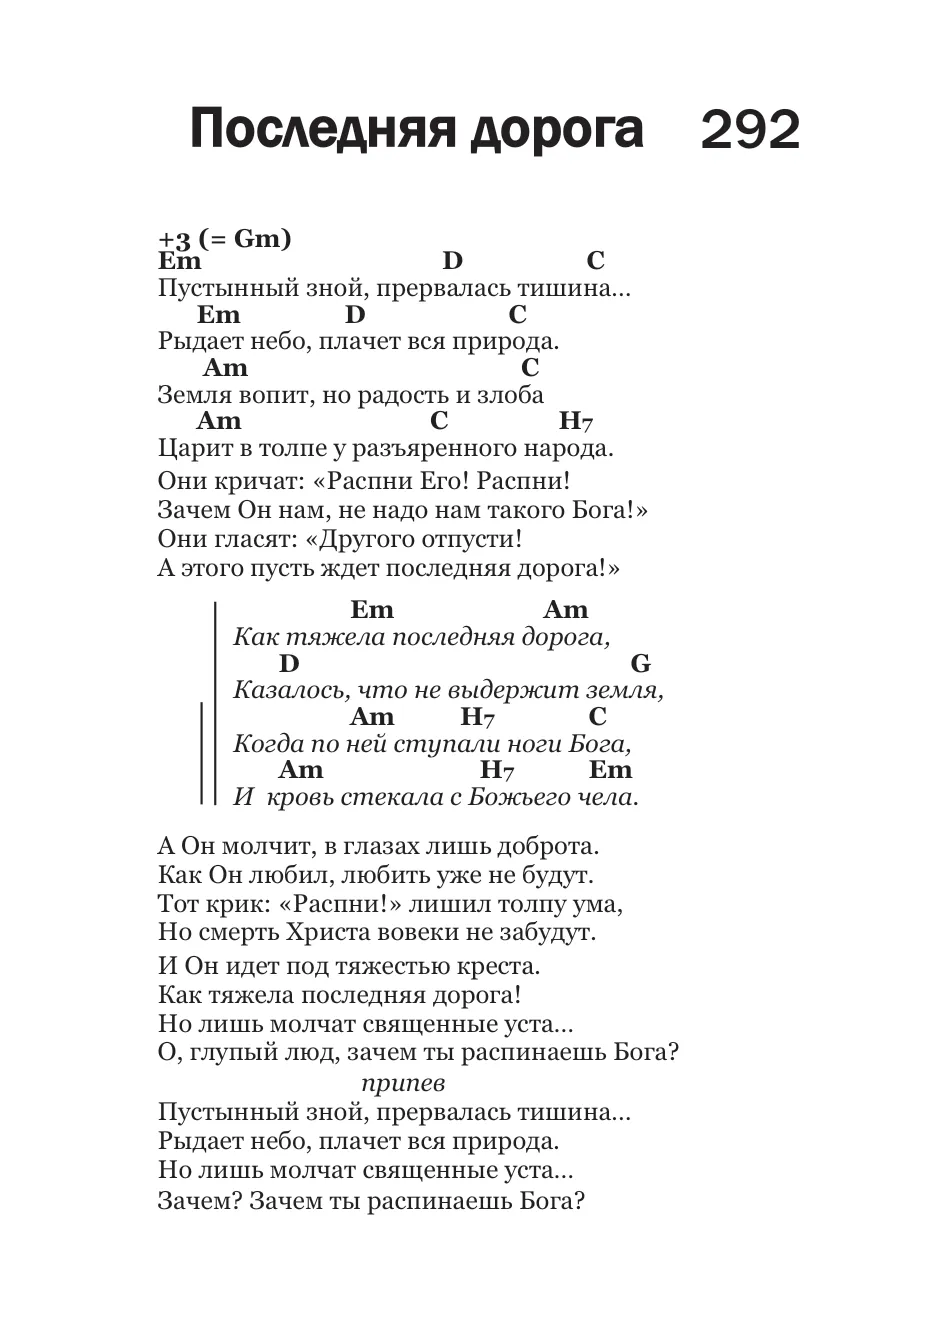 Последняя дорога 292
+3 (= Gm)
Em D C
Пустынный зной, прервалась тишина...
Em D C
Рыдает небо, плачет вся природа.
Am C
Земля вопит, но радость и злоба
Am C H7
Царит в толпе у разъяренного народа.
Они кричат: «Распни Его! Распни!
Зачем Он нам, не надо нам такого Бога!»
Они гласят: «Другого отпусти!
А этого пусть ждет последняя дорога!»
Em Am
Как тяжела последняя дорога,
D G
Казалось, что не выдержит земля,
Am H7 C
Когда по ней ступали ноги Бога,
Am H7 Em
И кровь стекала с Божьего чела.
А Он молчит, в глазах лишь доброта.
Как Он любил, любить уже не будут.
Тот крик: «Распни!» лишил толпу ума,
Но смерть Христа вовеки не забудут.
И Он идет под тяжестью креста.
Как тяжела последняя дорога!
Но лишь молчат священные уста...
О, глупый люд, зачем ты распинаешь Бога?
припев
Пустынный зной, прервалась тишина...
Рыдает небо, плачет вся природа.
Но лишь молчат священные уста...
Зачем? Зачем ты распинаешь Бога?